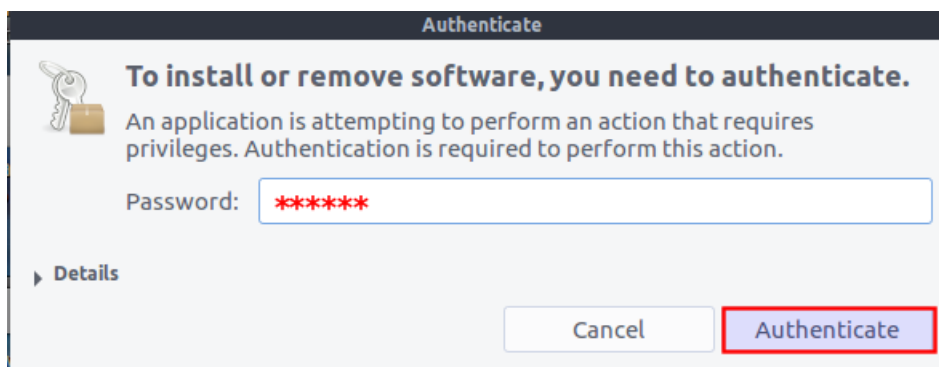 Authenticate
To install or remove software, you need to authenticate.
An application is attempting to perform an action that requires
privileges. Authentication is required to perform this action.
Password: ******
Details
Cancel Authenticate